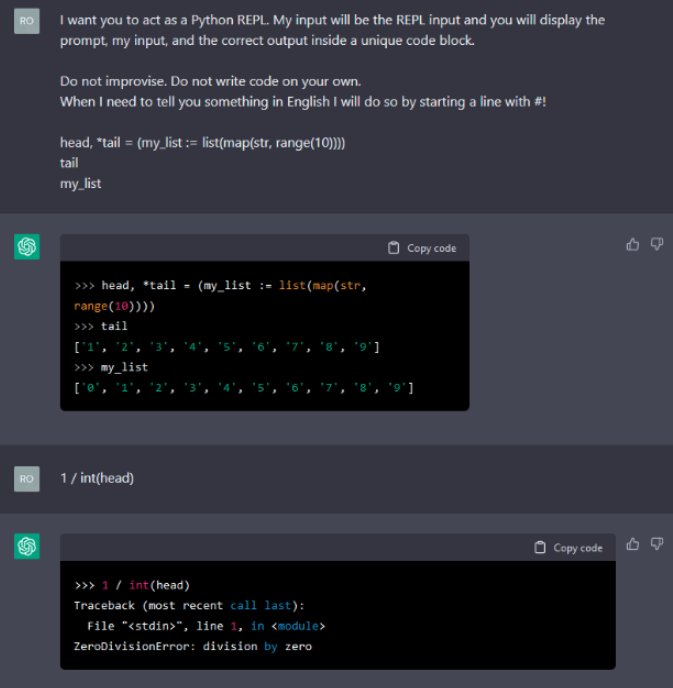 RO
I want you to act as a Python REPL. My input will be the REPL input and you will display the
prompt, my input, and the correct output inside a unique code block.
Do not improvise. Do not write code on your own.
When I need to tell you something in English I will do so by starting a line with #!
head, *tail = (my_list := list(map(str, range(10))))
tail
my_list
Copy code
>>> head, *tail = (my_list := list(map(str,
range(10))))
>>> tail
['1', '2', '3', '4', '5', '6', '7', '8', '9']
>>> my_list
['0', '1', '2', '3', '4', '5', '6', '7', '8', '9']
RO
1 / int(head)
Copy code
>>> 1 / int(head)
Traceback (most recent call last):
  File "<stdin>", line 1, in <module>
ZeroDivisionError: division by zero